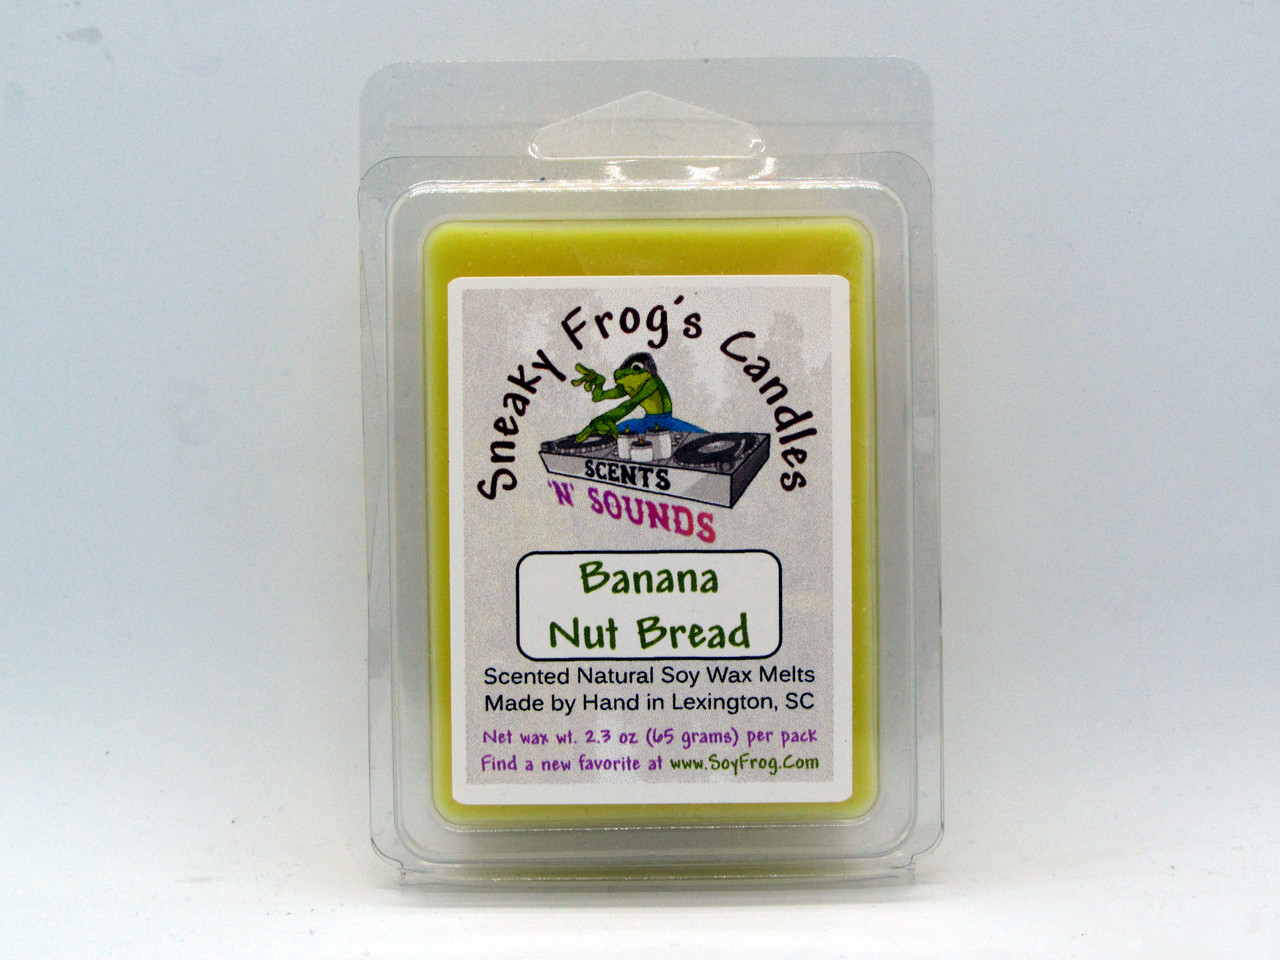 Sneaky Frog's Candles
SCENTS
'N' SOUNDS
Banana
Nut Bread
Scented Natural Soy Wax Melts
Made by Hand in Lexington, SC
Net wax wt. 2.3 oz (65 grams) per pack
Find a new favorite at www.SoyFrog.Com